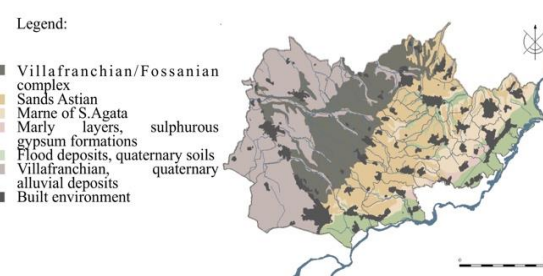 Legend:
Villafranchian/Fossanian
complex
Sands Astian
Marne of S.Agata
Marly layers, sulphurous
gypsum formations
Flood deposits, quaternary soils
Villafranchian, quaternary
alluvial deposits
Built environment